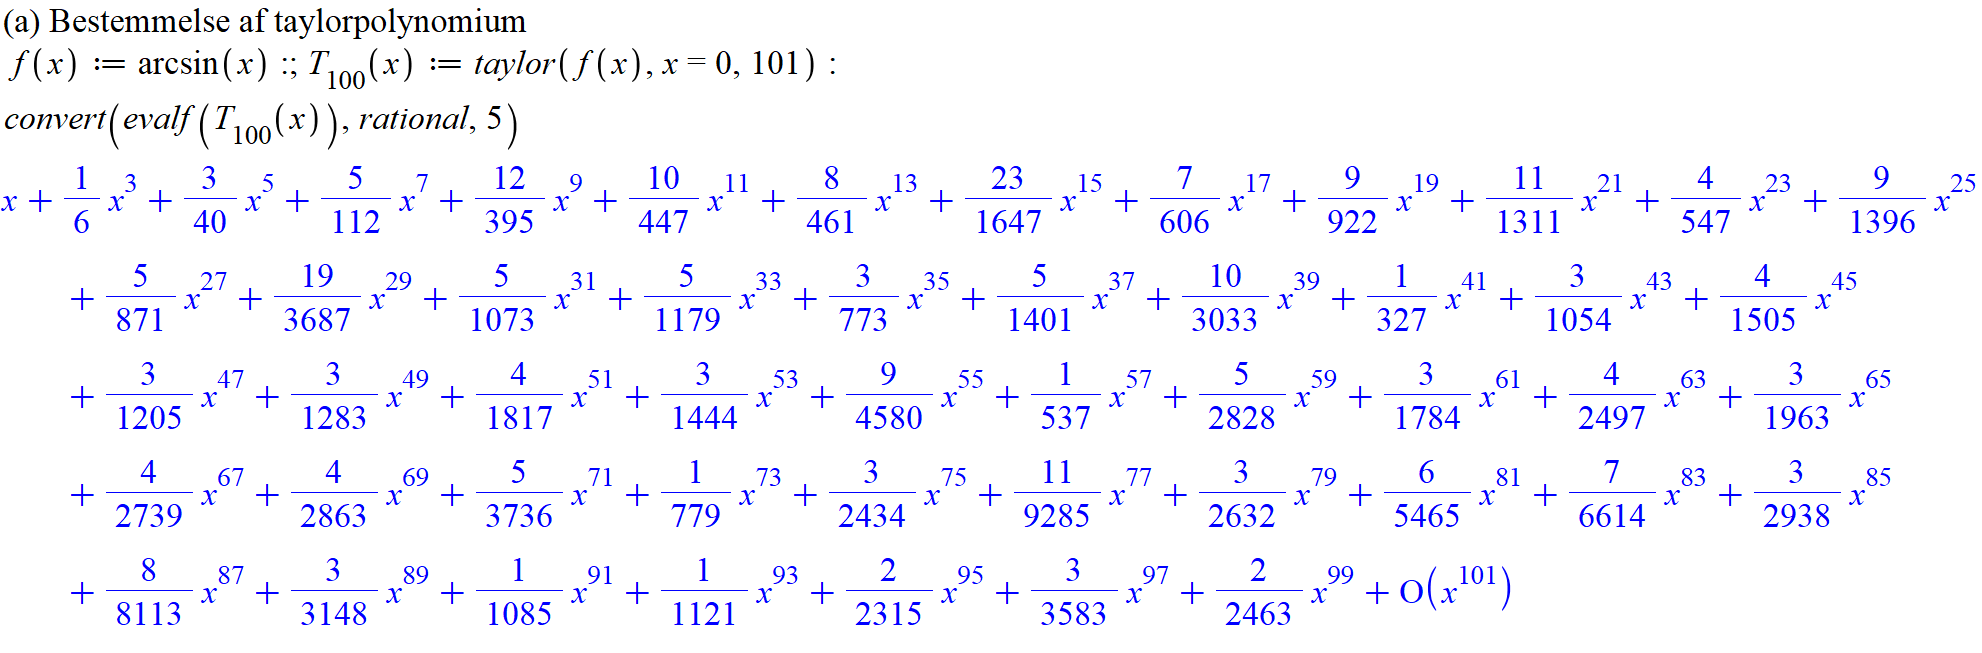 (a) Bestemmelse af taylorpolynomium
f(x) := arcsin(x) :; T_100(x) := taylor(f(x), x = 0, 101) :
convert(evalf(T_100(x)), rational, 5)
x + 1/6 x^3 + 3/40 x^5 + 5/112 x^7 + 12/395 x^9 + 10/447 x^11 + 8/461 x^13 + 23/1647 x^15 + 7/606 x^17 + 9/922 x^19 + 11/1311 x^21 + 4/547 x^23 + 9/1396 x^25
+ 5/871 x^27 + 19/3687 x^29 + 5/1073 x^31 + 5/1179 x^33 + 3/773 x^35 + 5/1401 x^37 + 10/3033 x^39 + 1/327 x^41 + 3/1054 x^43 + 4/1505 x^45
+ 3/1205 x^47 + 3/1283 x^49 + 4/1817 x^51 + 3/1444 x^53 + 9/4580 x^55 + 1/537 x^57 + 5/2828 x^59 + 3/1784 x^61 + 4/2497 x^63 + 3/1963 x^65
+ 4/2739 x^67 + 4/2863 x^69 + 5/3736 x^71 + 1/779 x^73 + 3/2434 x^75 + 11/9285 x^77 + 3/2632 x^79 + 6/5465 x^81 + 7/6614 x^83 + 3/2938 x^85
+ 8/8113 x^87 + 3/3148 x^89 + 1/1085 x^91 + 1/1121 x^93 + 2/2315 x^95 + 3/3583 x^97 + 2/2463 x^99 + O(x^101)